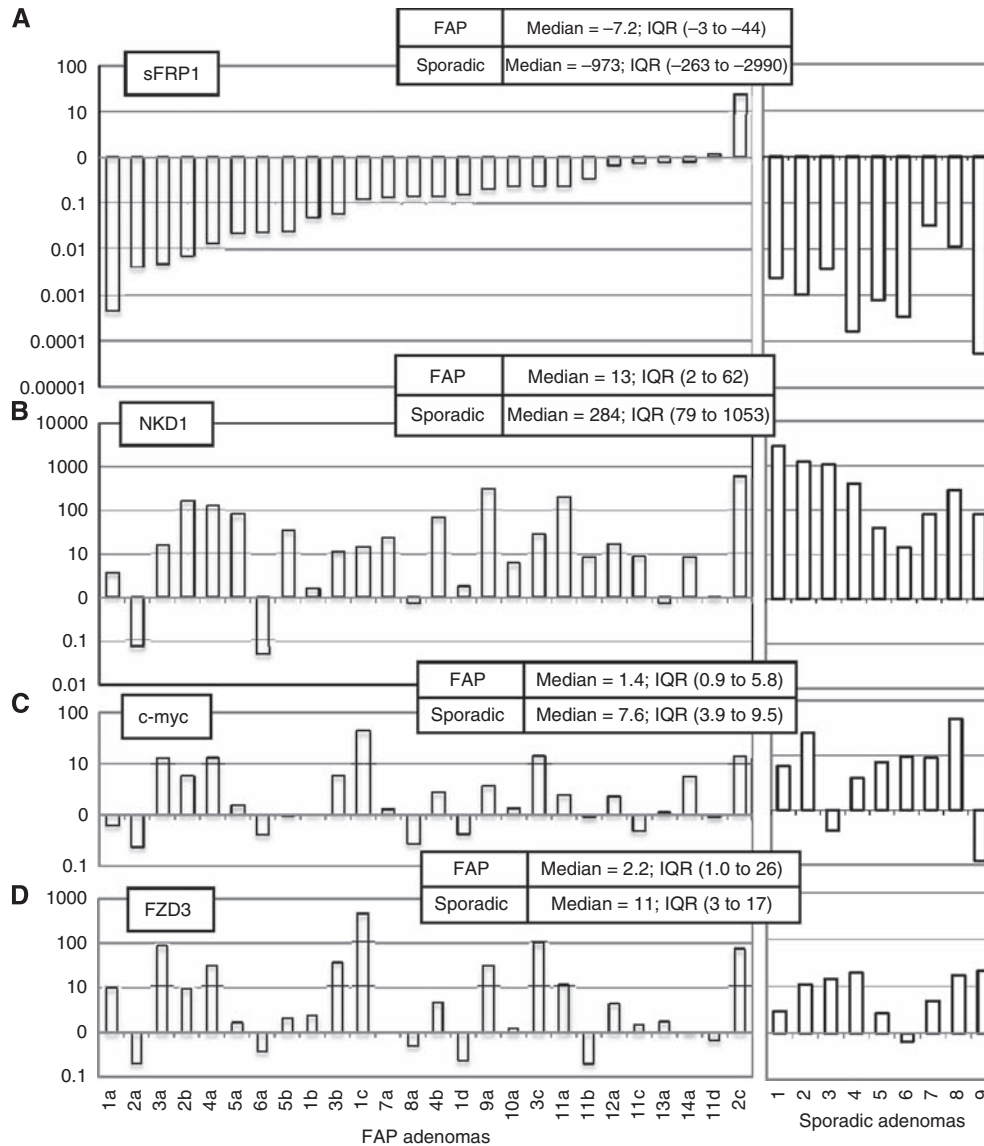 A
FAP Median = –7.2; IQR (–3 to –44)
Sporadic Median = –973; IQR (–263 to –2990)
sFRP1
100
10
0
0.1
0.01
0.001
0.0001
0.00001
B
FAP Median = 13; IQR (2 to 62)
Sporadic Median = 284; IQR (79 to 1053)
NKD1
10000
1000
100
10
0
0.1
0.01
C
FAP Median = 1.4; IQR (0.9 to 5.8)
Sporadic Median = 7.6; IQR (3.9 to 9.5)
c-myc
100
10
0
0.1
D
FAP Median = 2.2; IQR (1.0 to 26)
Sporadic Median = 11; IQR (3 to 17)
FZD3
1000
100
10
0
0.1
1a 2a 3a 2b 4a 5a 6a 5b 1b 3b 1c 7a 8a 4b 1d 9a 10a 3c 11a 11b 12a 11c 13a 14a 11d 2c
1 2 3 4 5 6 7 8 9
FAP adenomas
Sporadic adenomas